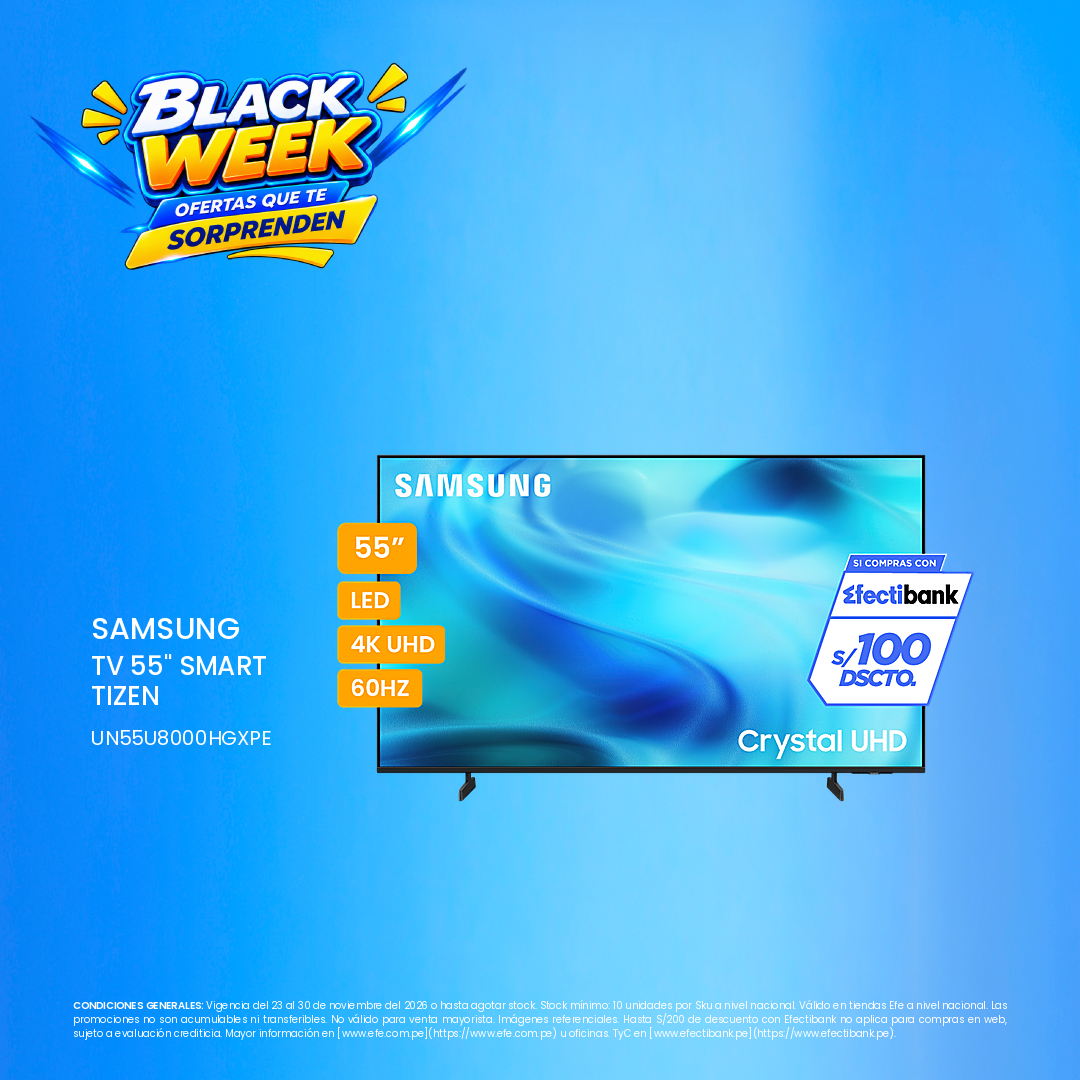 BLACK
WEEK
OFERTAS QUE TE
SORPRENDEN
SAMSUNG
55”
LED
4K UHD
60HZ
SI COMPRAS CON
Efectibank
S/100
DSCTO.
Crystal UHD
SAMSUNG
TV 55" SMART
TIZEN
UN55U8000HGXPE
CONDICIONES GENERALES: Vigencia del 23 al 30 de noviembre del 2026 o hasta agotar stock. Stock mínimo: 10 unidades por Sku a nivel nacional. Válido en tiendas Efe a nivel nacional. Las
promociones no son acumulables ni transferibles. No válido para venta mayorista. Imágenes referenciales. Hasta S/200 de descuento con Efectibank no aplica para compras en web,
sujeto a evaluación crediticia. Mayor información en [www.efe.com.pe](https://www.efe.com.pe) u oficinas. TyC en [www.efectibank.pe](https://www.efectibank.pe).